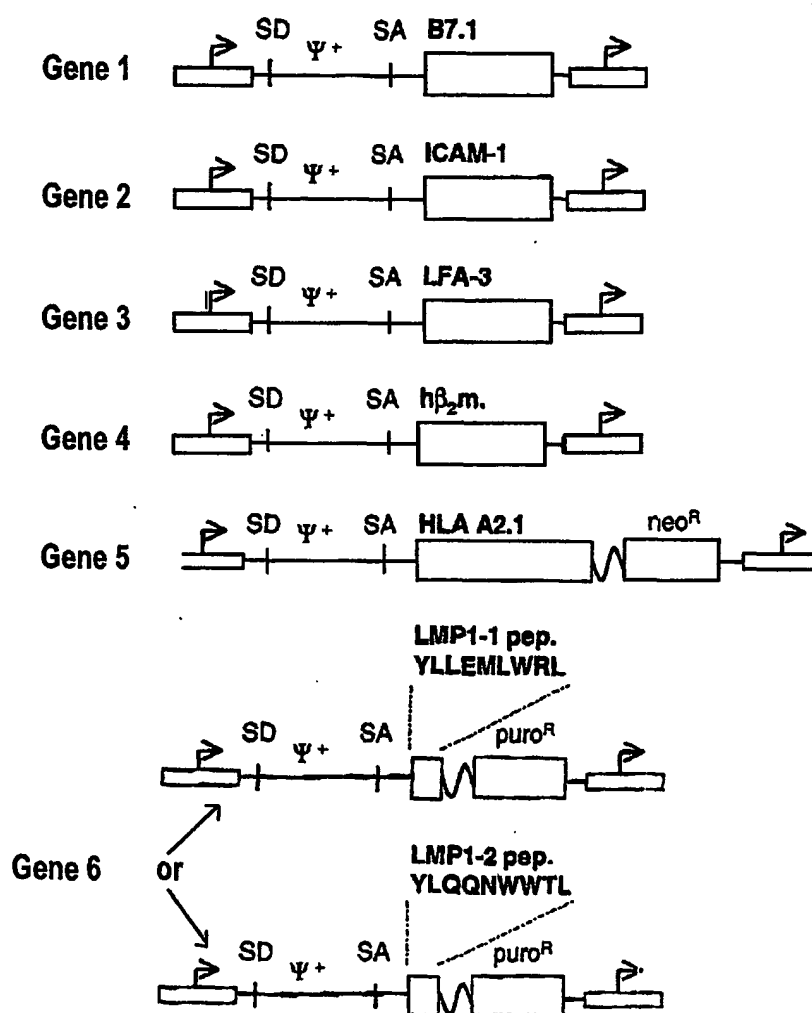 B7.1
SD Ψ+ SA
Gene 1
ICAM-1
SD Ψ+ SA
Gene 2
LFA-3
SD Ψ+ SA
Gene 3
hβ₂m.
SD Ψ+ SA
Gene 4
HLA A2.1 neoᴿ
SD Ψ+ SA
Gene 5
LMP1-1 pep.
YLLEMLWRL
SD Ψ+ SA puroᴿ
Gene 6 or
LMP1-2 pep.
YLQQNWWTL
SD Ψ+ SA puroᴿ